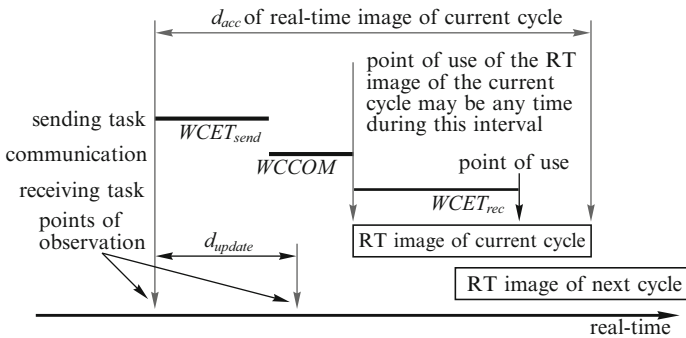 d_acc of real-time image of current cycle
point of use of the RT
image of the current
cycle may be any time
during this interval
sending task
WCET_send
communication
WCCOM
point of use
receiving task
WCET_rec
points of
observation
d_update
RT image of current cycle
RT image of next cycle
real-time